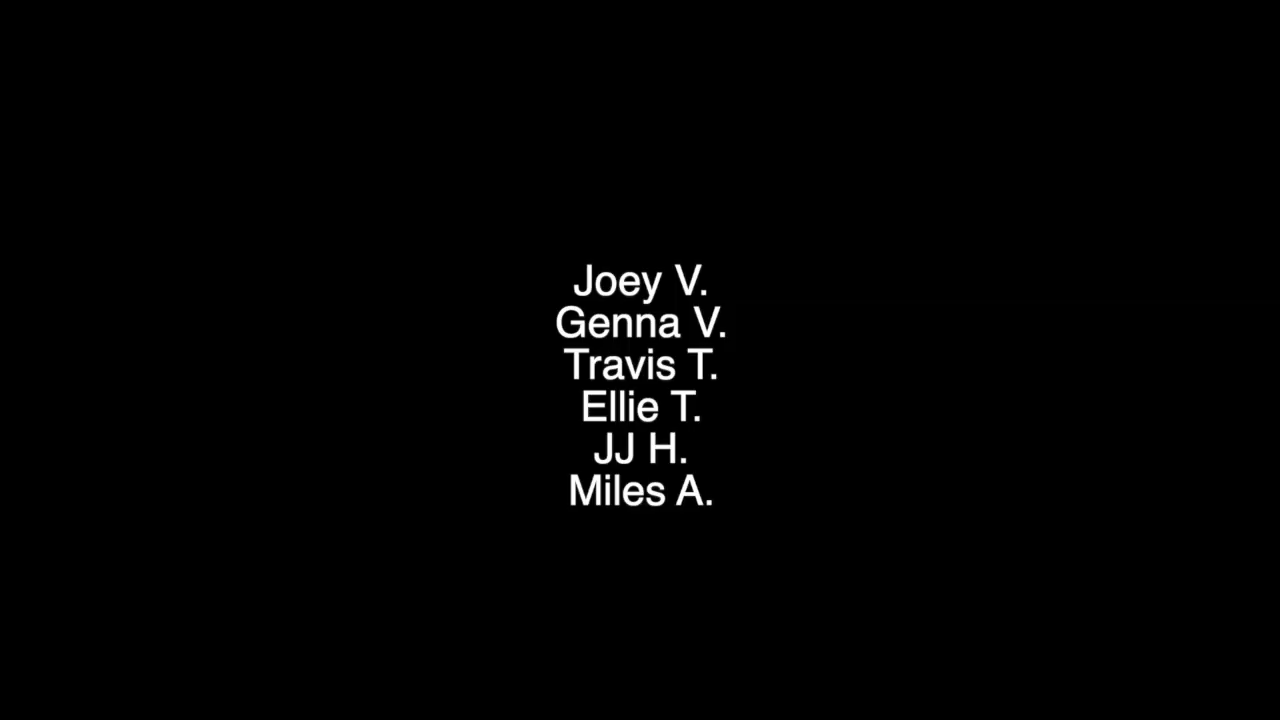 Joey V.
Genna V.
Travis T.
Ellie T.
JJ H.
Miles A.